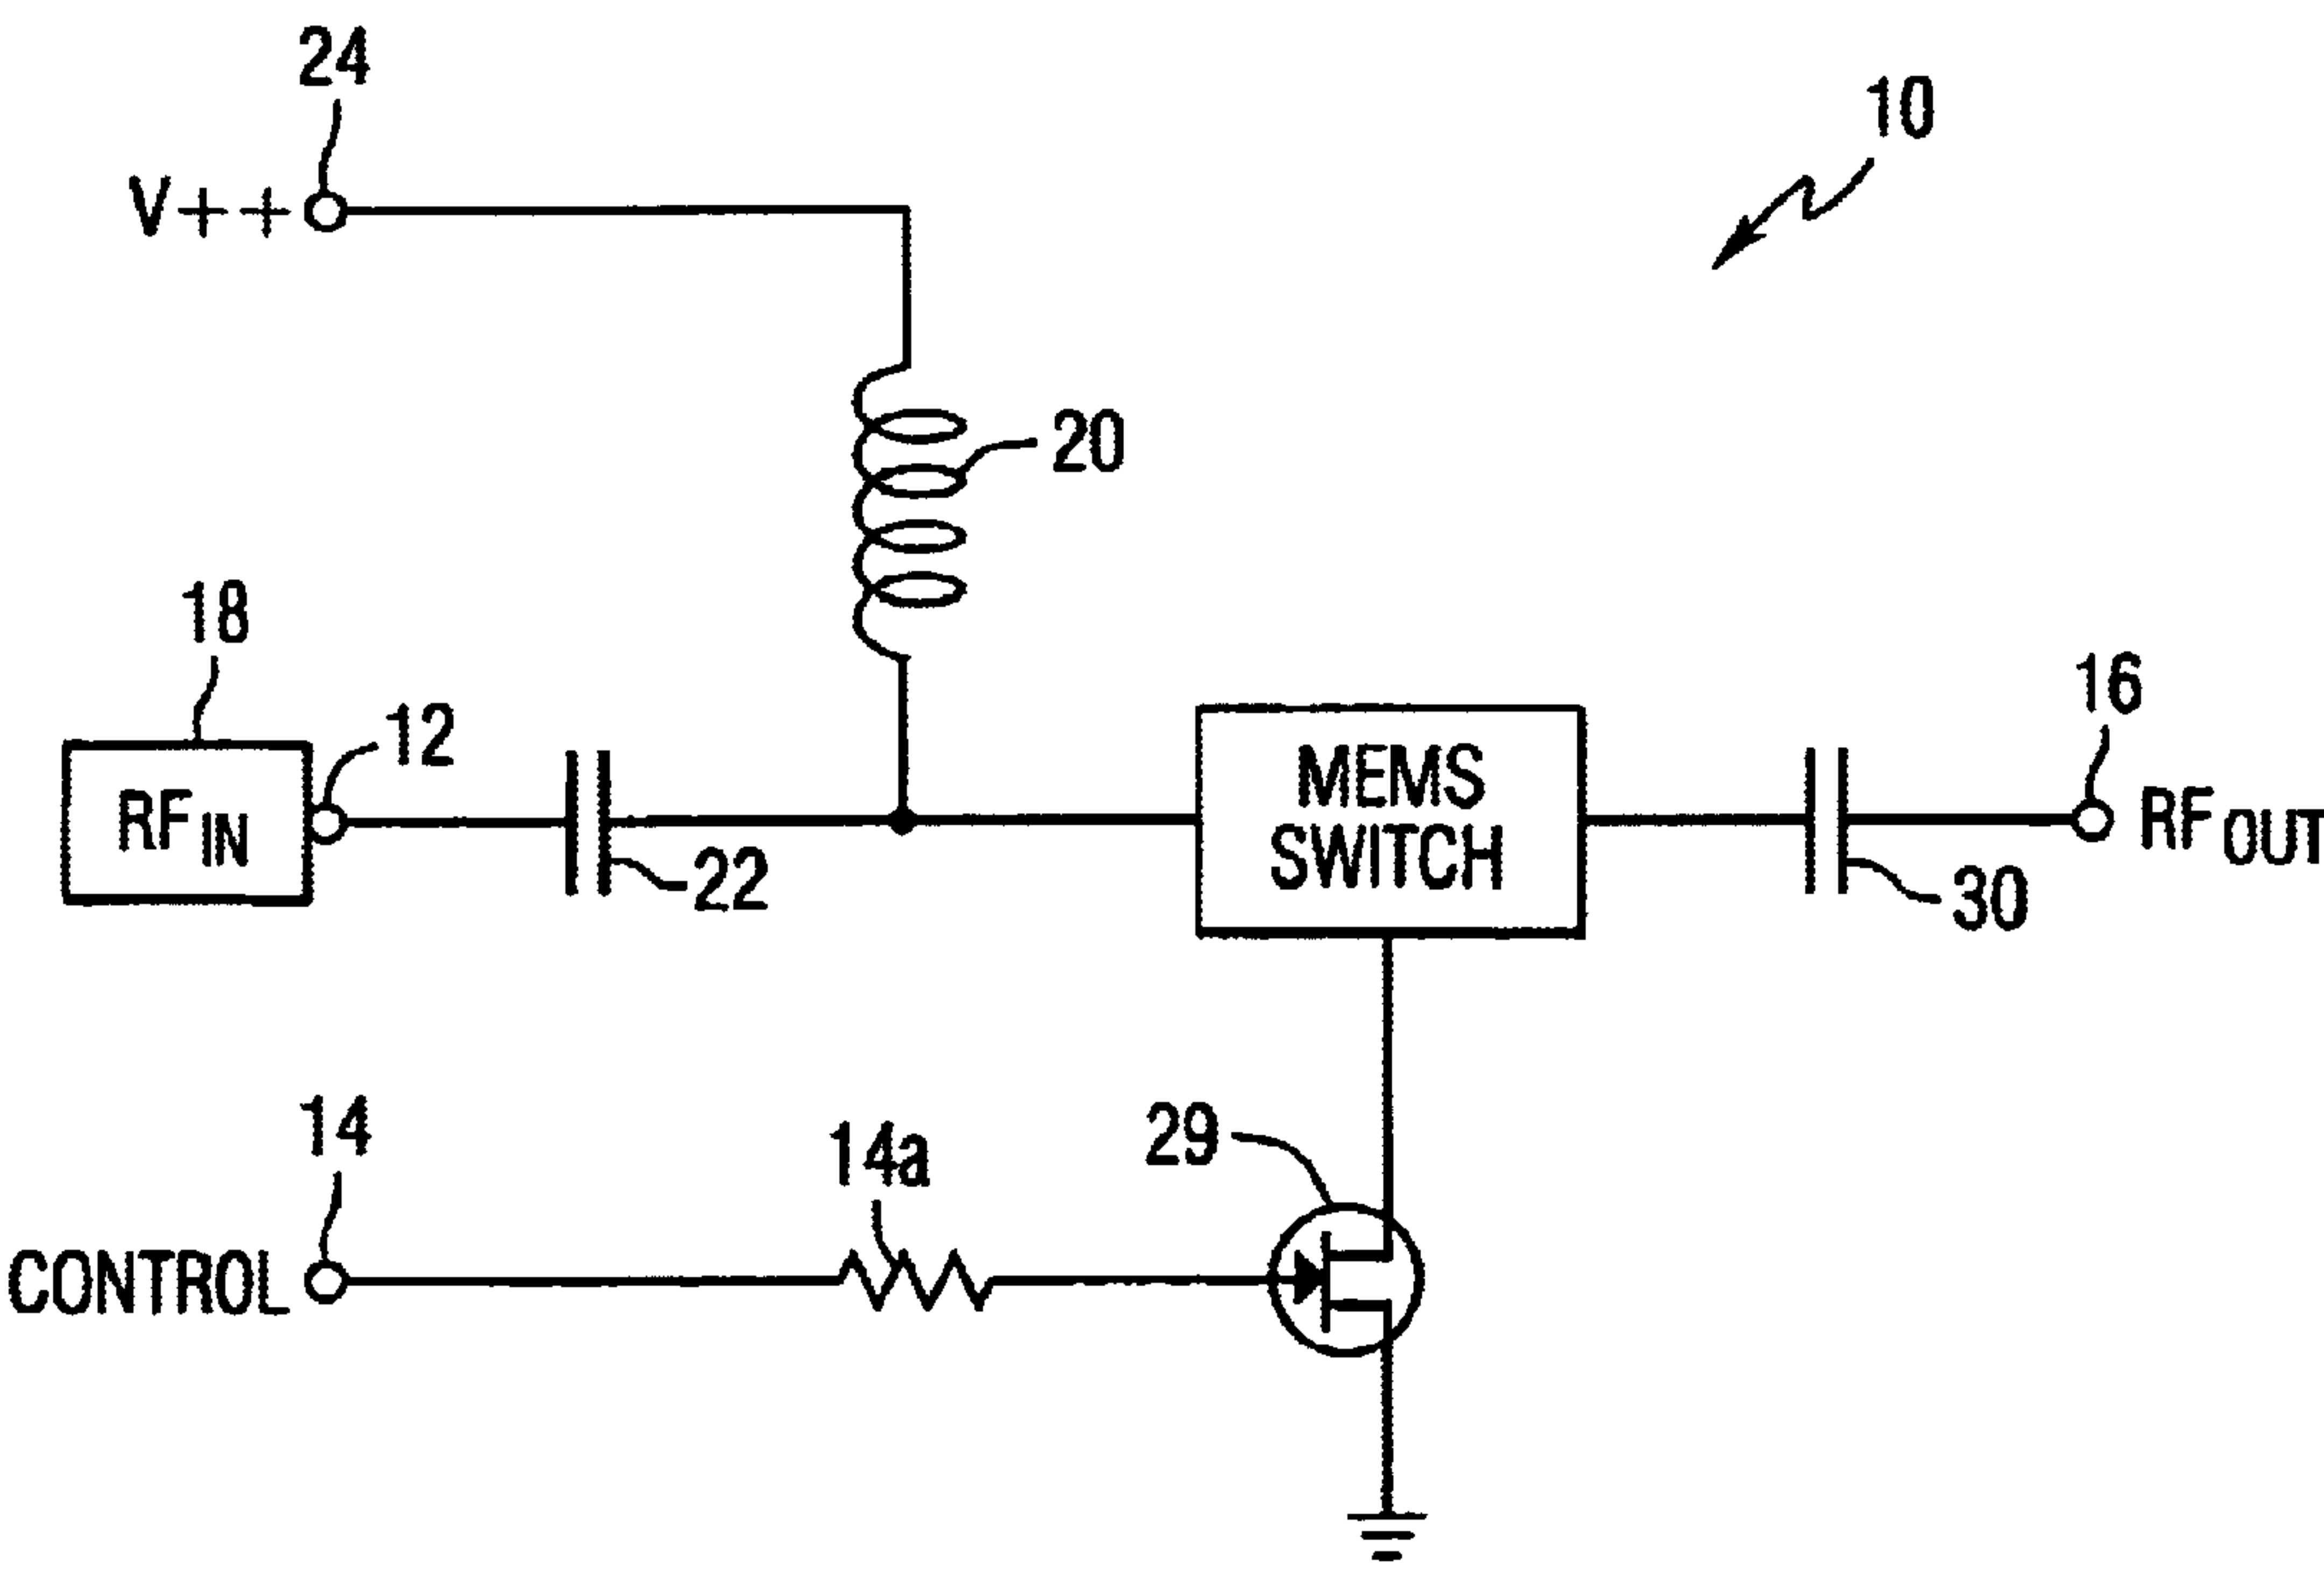 24
10
V++
20
18
12
RF IN
22
MEMS
SWITCH
16
RF OUT
30
14
14a
29
CONTROL